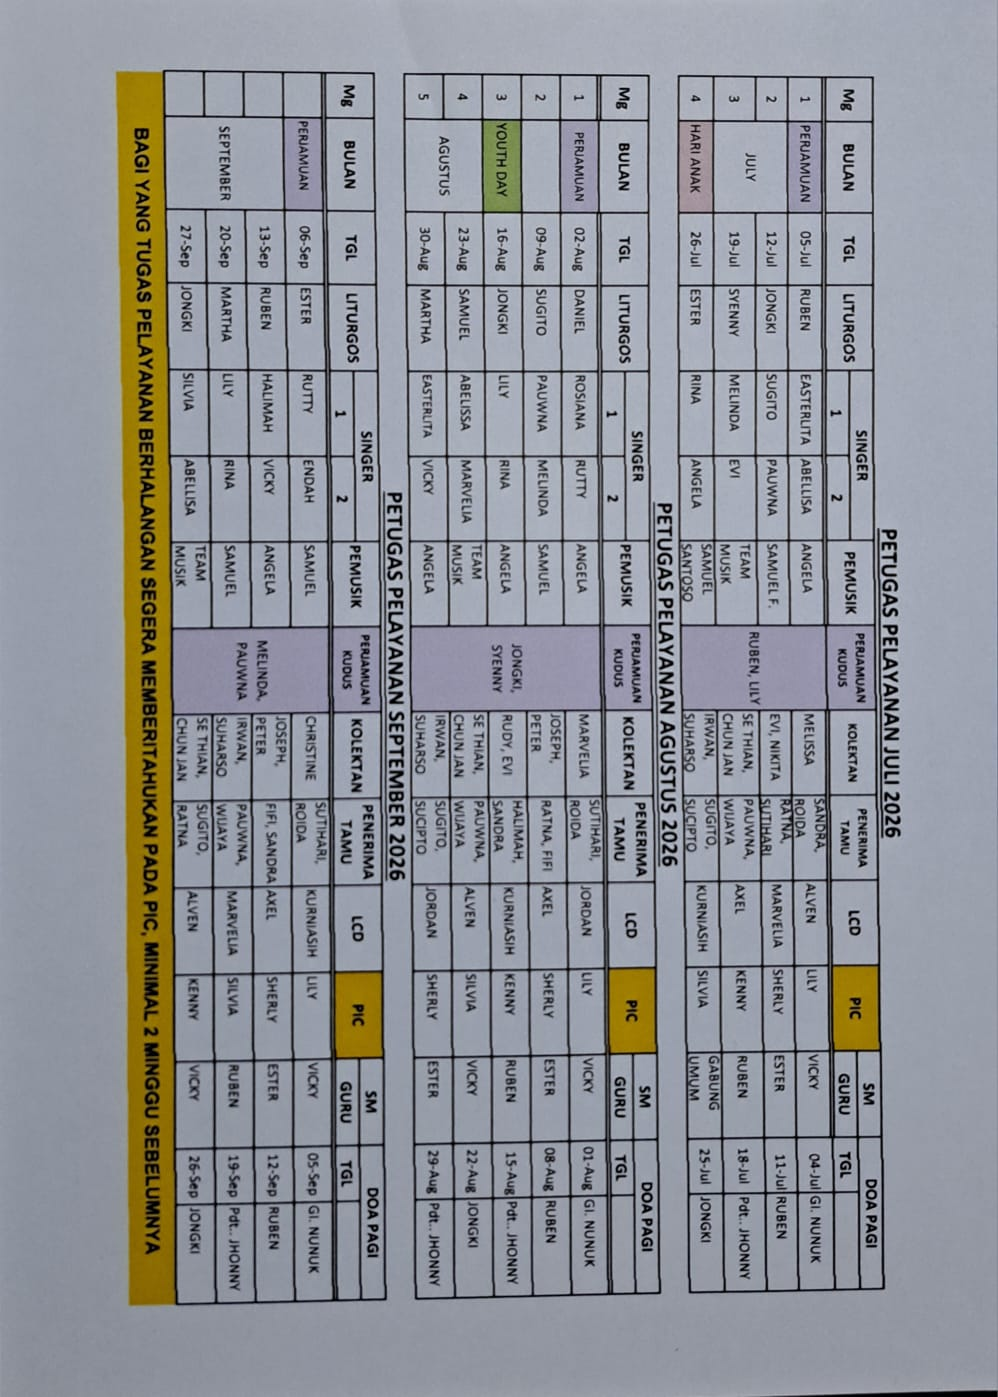 PETUGAS PELAYANAN JULI 2026
Mg BULAN TGL LITURGOS SINGER 1 2 PEMUSIK PERJAMUAN KUDUS KOLEKTAN PENERIMA TAMU LCD PIC SM GURU DOA PAGI TGL
1 PERJAMUAN 05-Jul RUBEN EASTERLITA ABELLISA ANGELA RUBEN, LILY MELISSA SANDRA, ROIDA ALVEN LILY VICKY 04-Jul GI. NUNUK
2 JULY 12-Jul JONGKI SUGITO PAUWNA SAMUEL F. EVI, NIKITA RATNA, SUTIHARI MARVELIA SHERLY ESTER 11-Jul RUBEN
3 19-Jul SYENNY MELINDA EVI TEAM MUSIK SE THIAN, CHUN JAN PAUWNA, WIJAYA AXEL KENNY RUBEN 18-Jul Pdt.. JHONNY
4 HARI ANAK 26-Jul ESTER RINA ANGELA SAMUEL SANTOSO IRWAN, SUHARSO SUGITO, SUCIPTO KURNIASIH SILVIA GABUNG UMUM 25-Jul JONGKI
PETUGAS PELAYANAN AGUSTUS 2026
Mg BULAN TGL LITURGOS SINGER 1 2 PEMUSIK PERJAMUAN KUDUS KOLEKTAN PENERIMA TAMU LCD PIC SM GURU DOA PAGI TGL
1 PERJAMUAN 02-Aug DANIEL ROSIANA RUTTY ANGELA JONGKI, SYENNY MARVELIA SUTIHARI, ROIDA JORDAN LILY VICKY 01-Aug GI. NUNUK
2 09-Aug SUGITO PAUWNA MELINDA SAMUEL JOSEPH, PETER RATNA, FIFI AXEL SHERLY ESTER 08-Aug RUBEN
3 YOUTH DAY 16-Aug JONGKI LILY RINA ANGELA RUDY, EVI HALIMAH, SANDRA KURNIASIH KENNY RUBEN 15-Aug Pdt.. JHONNY
4 AGUSTUS 23-Aug SAMUEL ABELISSA MARVELIA TEAM MUSIK SE THIAN, CHUN JAN PAUWNA, WIJAYA ALVEN SILVIA VICKY 22-Aug JONGKI
5 30-Aug MARTHA EASTERLITA VICKY ANGELA IRWAN, SUHARSO SUGITO, SUCIPTO JORDAN SHERLY ESTER 29-Aug Pdt.. JHONNY
PETUGAS PELAYANAN SEPTEMBER 2026
Mg BULAN TGL LITURGOS SINGER 1 2 PEMUSIK PERJAMUAN KUDUS KOLEKTAN PENERIMA TAMU LCD PIC SM GURU DOA PAGI TGL
PERJAMUAN 06-Sep ESTER RUTTY ENDAH SAMUEL MELINDA, PAUWNA CHRISTINE SUTIHARI, ROIDA KURNIASIH LILY VICKY 05-Sep GI. NUNUK
SEPTEMBER 13-Sep RUBEN HALIMAH VICKY ANGELA JOSEPH, PETER FIFI, SANDRA AXEL SHERLY ESTER 12-Sep RUBEN
20-Sep MARTHA LILY RINA SAMUEL IRWAN, SUHARSO PAUWNA, WIJAYA MARVELIA SILVIA RUBEN 19-Sep Pdt.. JHONNY
27-Sep JONGKI SILVIA ABELLISA TEAM MUSIK SE THIAN, CHUN JAN SUGITO, RATNA ALVEN KENNY VICKY 26-Sep JONGKI
BAGI YANG TUGAS PELAYANAN BERHALANGAN SEGERA MEMBERITAHUKAN PADA PIC, MINIMAL 2 MINGGU SEBELUMNYA